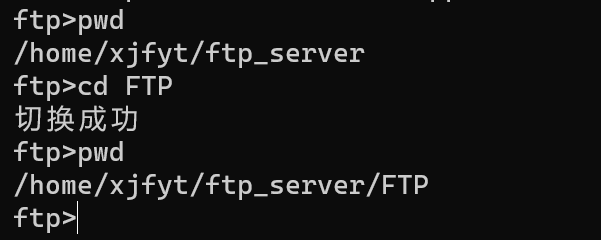 ftp>pwd
/home/xjfyt/ftp_server
ftp>cd FTP
切换成功
ftp>pwd
/home/xjfyt/ftp_server/FTP
ftp>